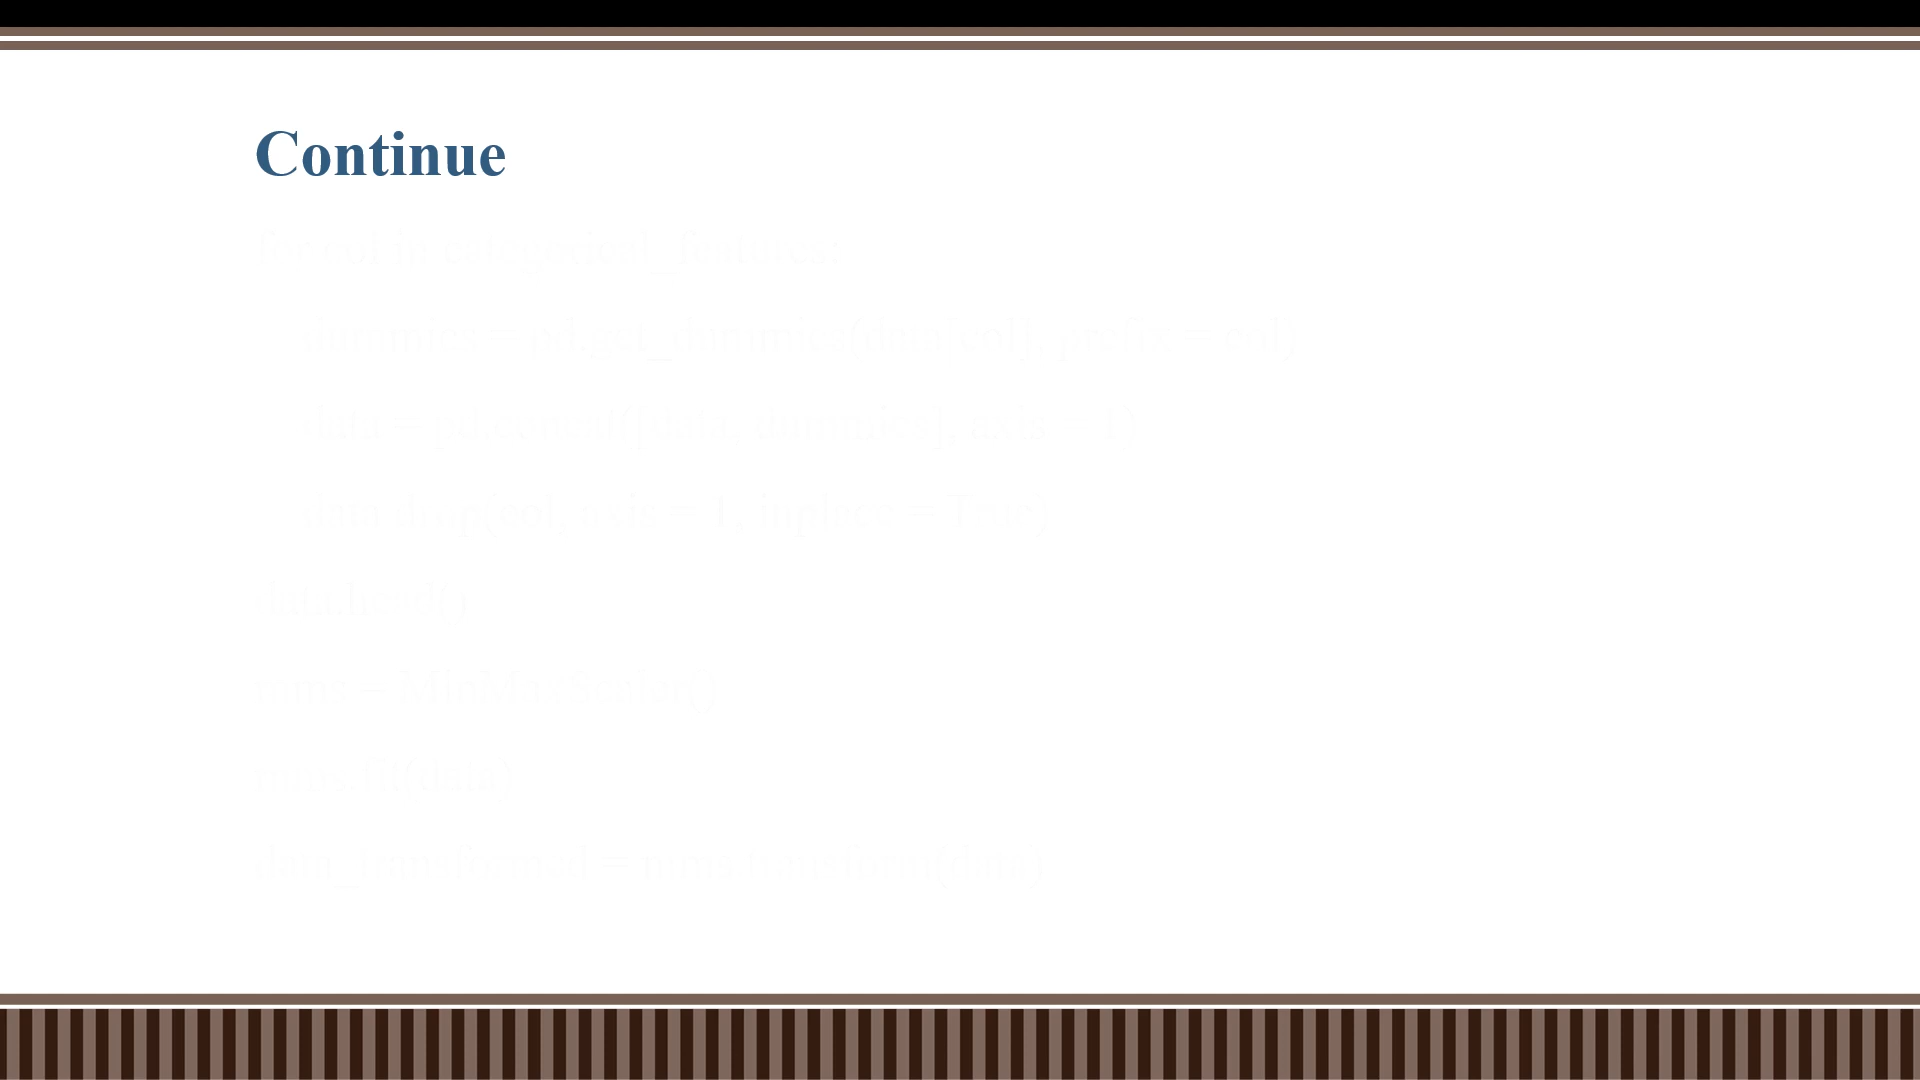 Continue
for col in categorical_features:
dummies = pd.get_dummies(data[col], prefix = col)
data = pd.concat([data, dummies], axis = 1)
data.drop(col, axis = 1, inplace = True)
data.head()
mms = MinMaxScaler()
mms.fit(data)
data_transformed = mms.transform(data)